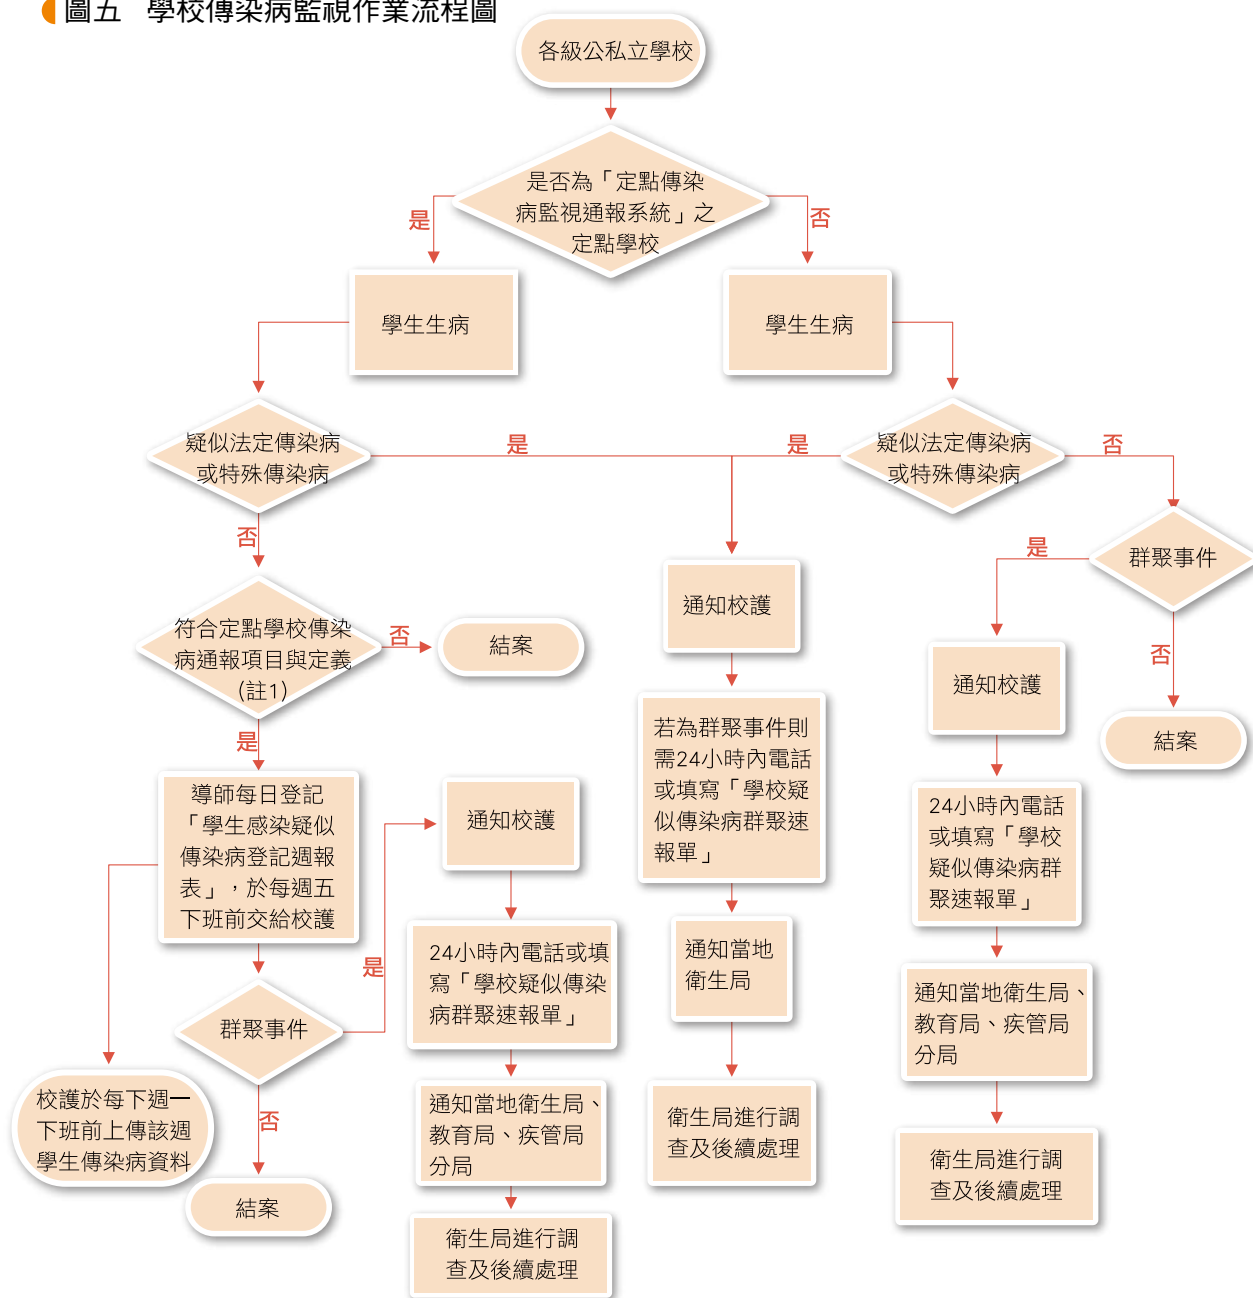 圖五 學校傳染病監視作業流程圖
各級公私立學校
是否為「定點傳染
病監視通報系統」之
定點學校
是
否
學生生病
學生生病
疑似法定傳染病
或特殊傳染病
是
是
疑似法定傳染病
或特殊傳染病
否
否
是
群聚事件
否
通知校護
符合定點學校傳染
病通報項目與定義
(註1)
否
結案
是
通知校護
結案
若為群聚事件則
需24小時內電話
或填寫「學校疑
似傳染病群聚速
報單」
導師每日登記
「學生感染疑似
傳染病登記週報
表」，於每週五
下班前交給校護
通知校護
24小時內電話
或填寫「學校
疑似傳染病群
聚速報單」
是
24小時內電話或填
寫「學校疑似傳染
病群聚速報單」
通知當地
衛生局
通知當地衛生局、
教育局、疾管局
分局
群聚事件
否
校護於每下週一
下班前上傳該週
學生傳染病資料
通知當地衛生局、
教育局、疾管局
分局
衛生局進行調
查及後續處理
衛生局進行調
查及後續處理
結案
衛生局進行調
查及後續處理